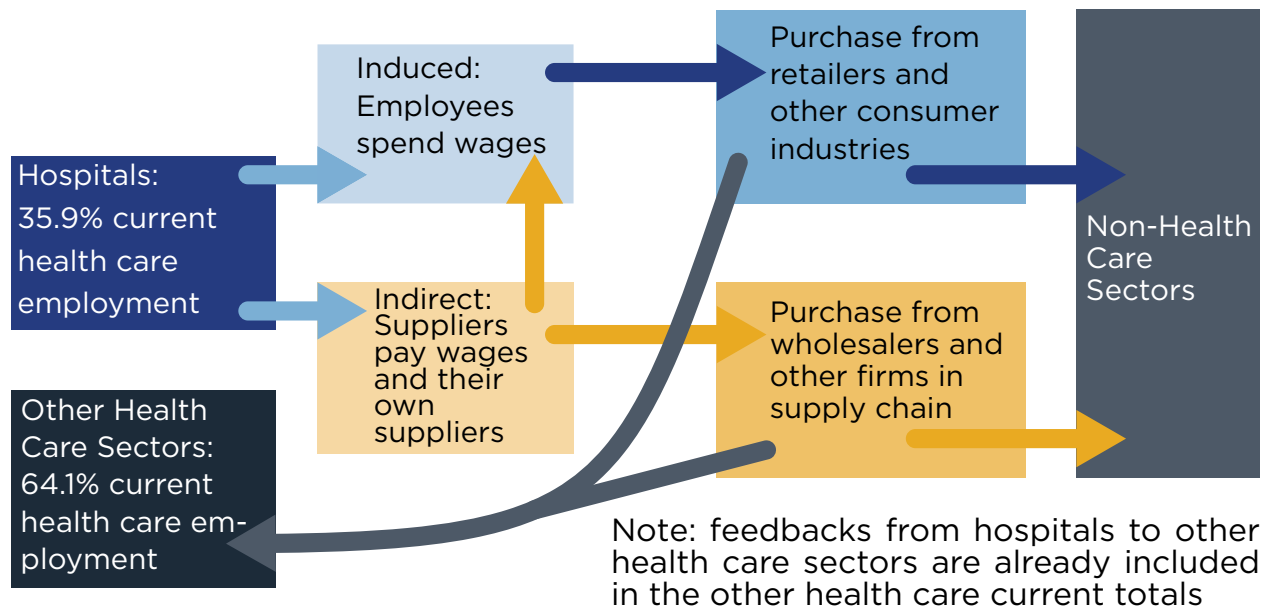 Hospitals:
35.9% current
health care
employment
Other Health
Care Sectors:
64.1% current
health care em-
ployment
Induced:
Employees
spend wages
Indirect:
Suppliers
pay wages
and their
own
suppliers
Purchase from
retailers and
other consumer
industries
Purchase from
wholesalers and
other firms in
supply chain
Non-Health
Care
Sectors
Note: feedbacks from hospitals to other
health care sectors are already included
in the other health care current totals